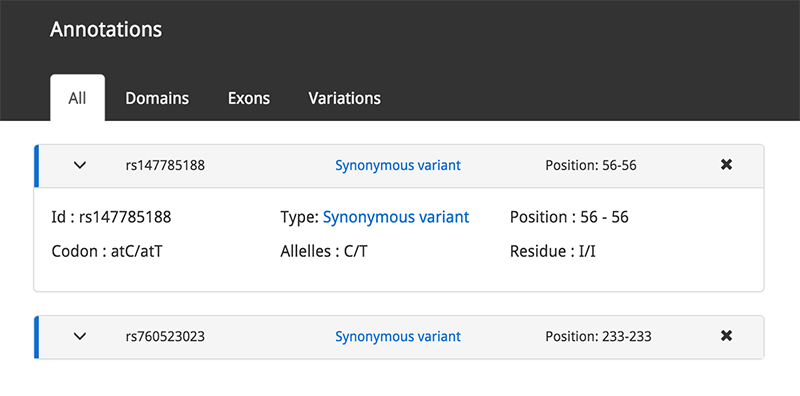 Annotations
All Domains Exons Variations
rs147785188 Synonymous variant Position: 56-56
Id : rs147785188 Type: Synonymous variant Position : 56 - 56
Codon : atC/atT Allelles : C/T Residue : I/I
rs760523023 Synonymous variant Position: 233-233